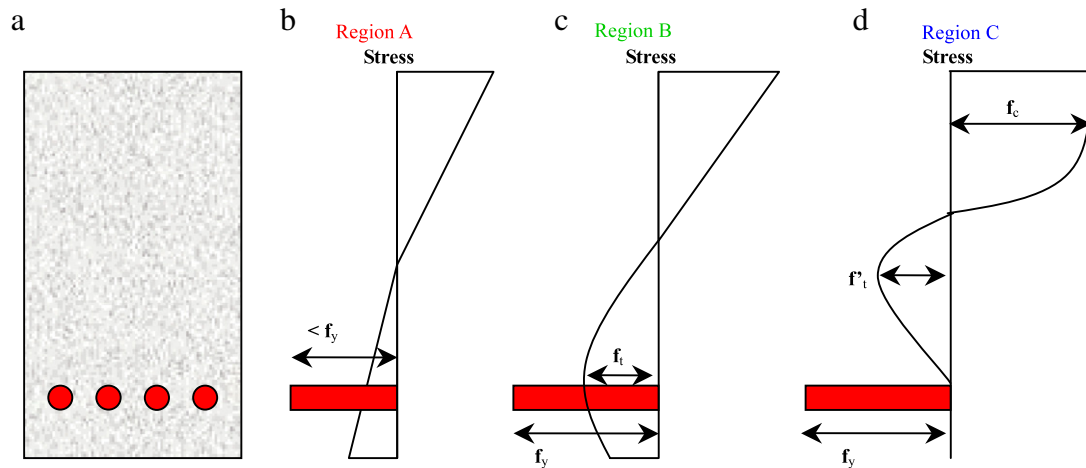 a
b
Region A
Stress
< fy
c
Region B
Stress
ft
fy
d
Region C
Stress
fc
f’t
fy